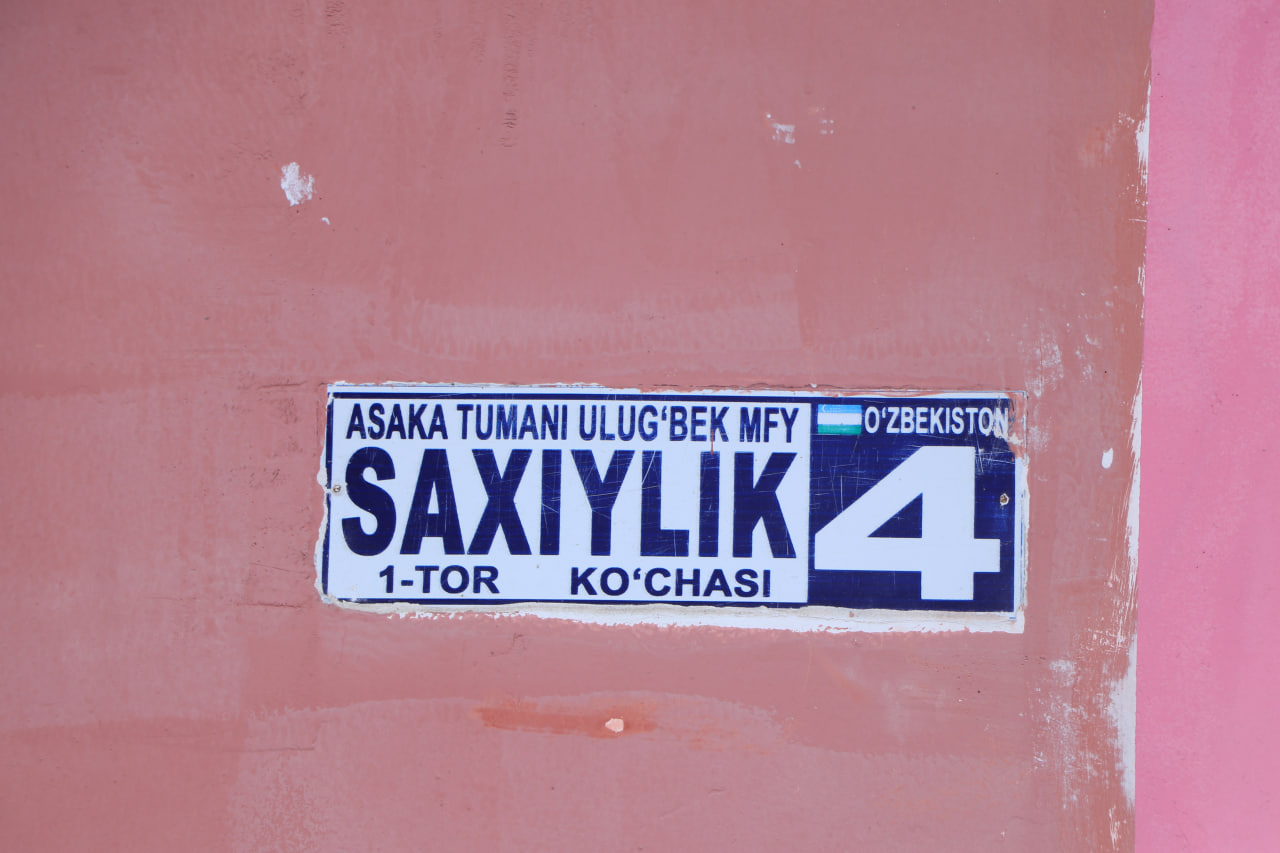 ASAKA TUMANI ULUG‘BEK MFY
SAXIYLIK
1-TOR KO‘CHASI
O‘ZBEKISTON
4